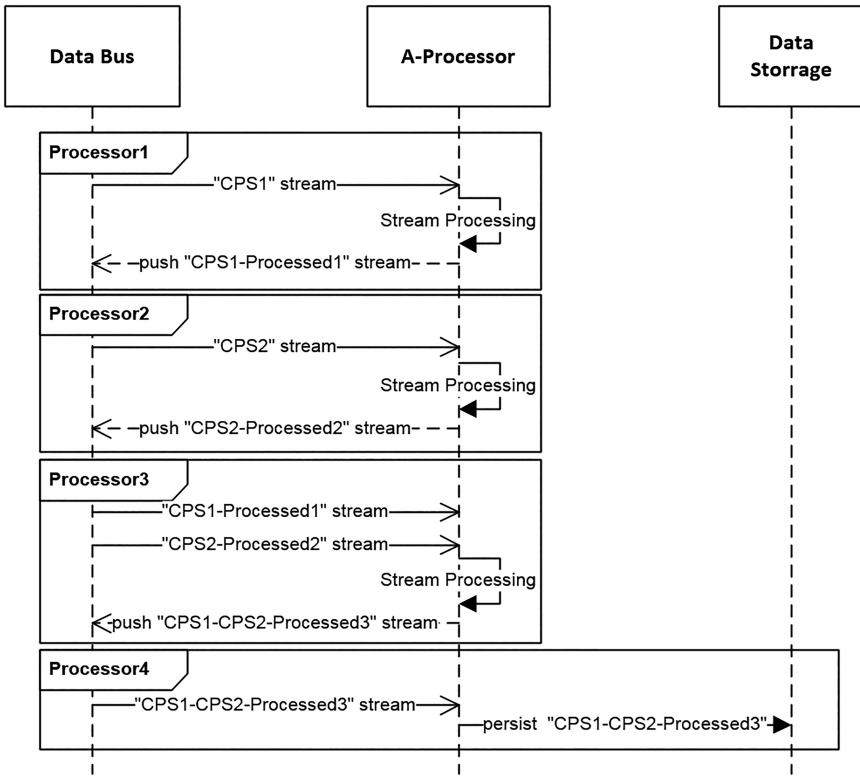 Data Bus
A-Processor
Data
Storrage
Processor1
"CPS1" stream
Stream Processing
push "CPS1-Processed1" stream
Processor2
"CPS2" stream
Stream Processing
push "CPS2-Processed2" stream
Processor3
"CPS1-Processed1" stream
"CPS2-Processed2" stream
Stream Processing
push "CPS1-CPS2-Processed3" stream
Processor4
"CPS1-CPS2-Processed3" stream
persist "CPS1-CPS2-Processed3"